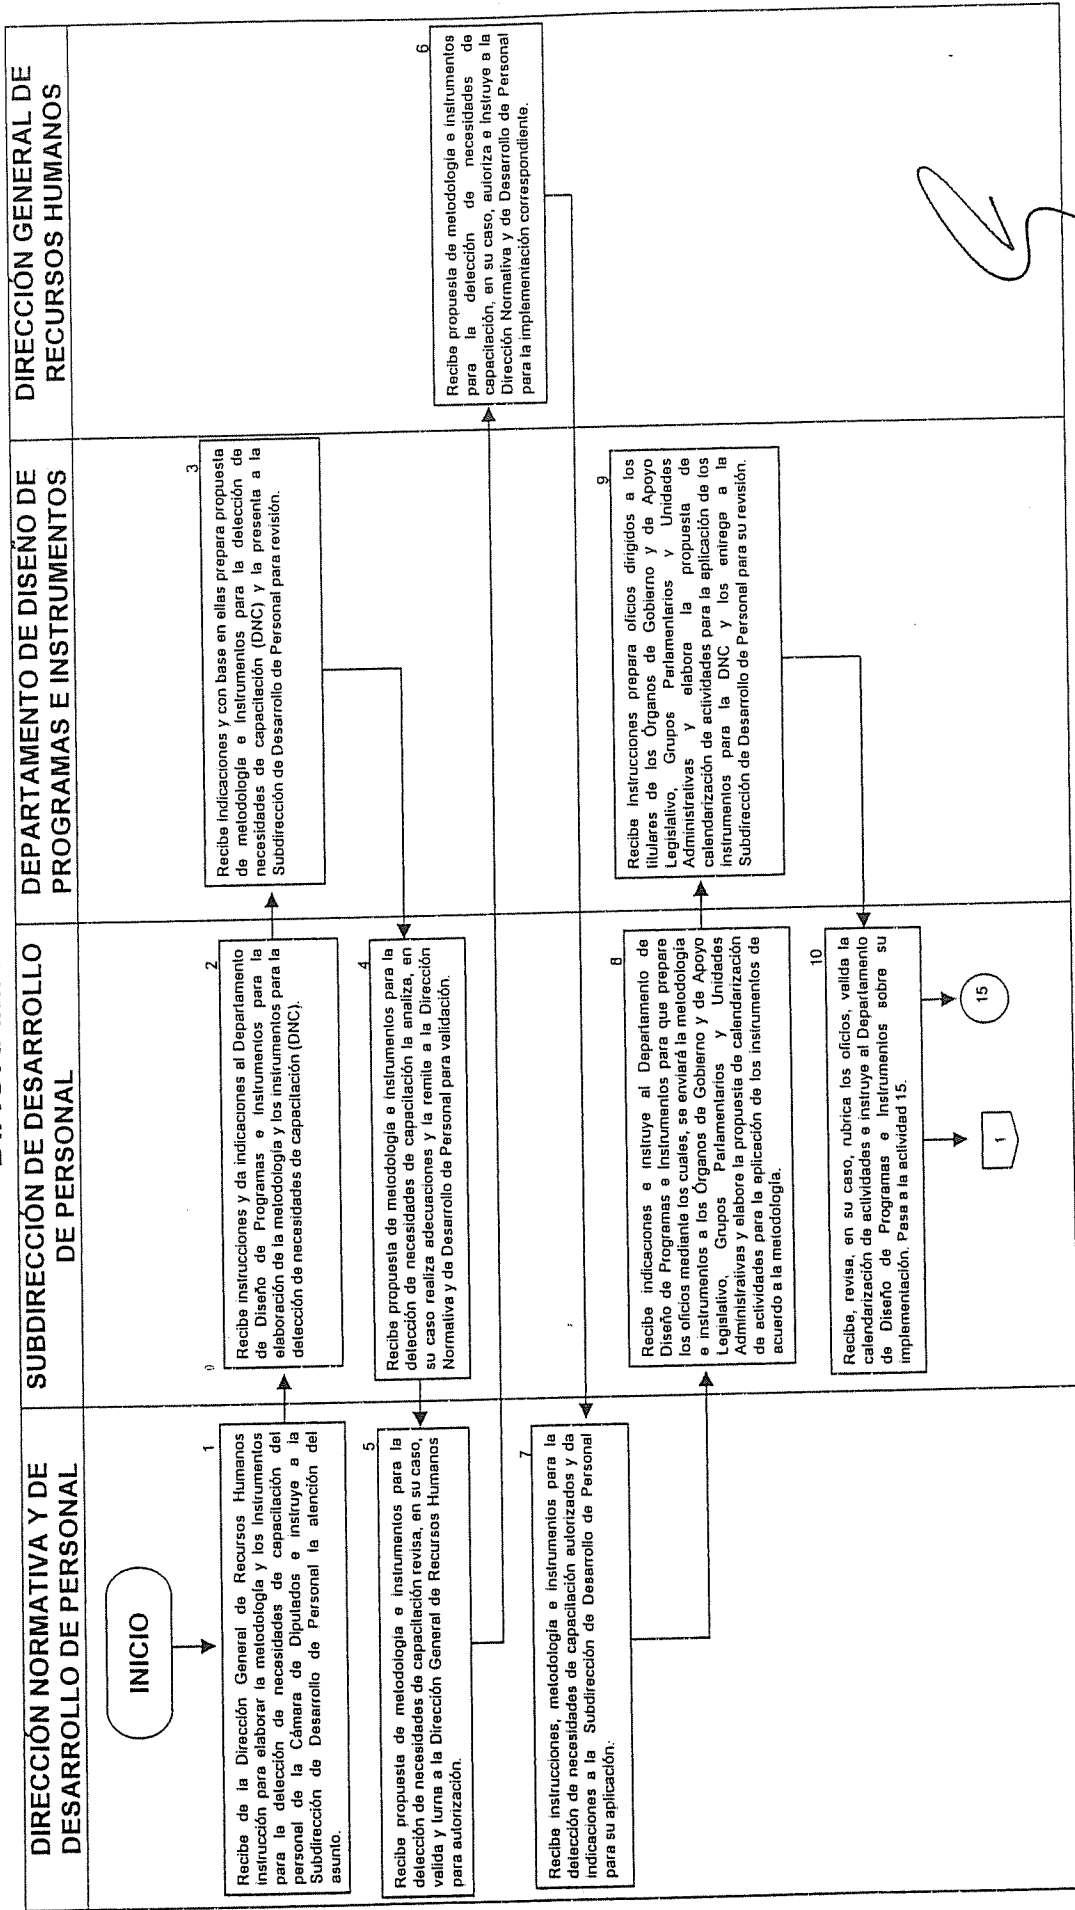 DIRECCIÓN NORMATIVA Y DE
DESARROLLO DE PERSONAL
SUBDIRECCIÓN DE DESARROLLO
DE PERSONAL
DEPARTAMENTO DE DISEÑO DE
PROGRAMAS E INSTRUMENTOS
DIRECCIÓN GENERAL DE
RECURSOS HUMANOS
INICIO
1
Recibe de la Dirección General de Recursos Humanos
instrucción para elaborar la metodología y los Instrumentos
para la detección de necesidades de capacitación del
personal de la Cámara de Diputados e instruye a la
Subdirección de Desarrollo de Personal la atención del
asunto.
2
Recibe instrucciones y da indicaciones al Departamento
de Diseño de Programas e Instrumentos para la
elaboración de la metodología y los instrumentos para la
detección de necesidades de capacitación (DNC).
3
Recibe indicaciones y con base en ellas prepara propuesta
de metodología e Instrumentos para la detección de
necesidades de capacitación (DNC) y la presenta a la
Subdirección de Desarrollo de Personal para revisión.
4
Recibe propuesta de metodología e instrumentos para la
detección de necesidades de capacitación la analiza, en
su caso realiza adecuaciones y la remite a la Dirección
Normativa y de Desarrollo de Personal para validación.
5
Recibe propuesta de metodología e instrumentos para la
detección de necesidades de capacitación revisa, en su caso,
valida y turna a la Dirección General de Recursos Humanos
para autorización.
6
Recibe propuesta de metodología e instrumentos
para la detección de necesidades de
capacitación, en su caso, autoriza e instruye a la
Dirección Normativa y de Desarrollo de Personal
para la implementación correspondiente.
7
Recibe instrucciones, metodología e instrumentos para la
detección de necesidades de capacitación autorizados y da
indicaciones a la Subdirección de Desarrollo de Personal
para su aplicación.
8
Recibe indicaciones e instruye al Departamento de
Diseño de Programas e Instrumentos para que prepare
los oficios mediante los cuales, se enviará la metodología
e instrumentos a los Órganos de Gobierno y de Apoyo
Legislativo, Grupos Parlamentarios y Unidades
Administrativas y elabore la propuesta de calendarización
de actividades para la aplicación de los instrumentos de
acuerdo a la metodología.
9
Recibe Instrucciones prepara oficios dirigidos a los
titulares de los Órganos de Gobierno y de Apoyo
Legislativo, Grupos Parlamentarios y Unidades
Administrativas y elabora la propuesta de
calendarización de actividades para la aplicación de los
instrumentos para la DNC y los entrega a la
Subdirección de Desarrollo de Personal para su revisión.
10
Recibe, revisa, en su caso, rubrica los oficios, valida la
calendarización de actividades e instruye al Departamento
de Diseño de Programas e Instrumentos sobre su
implementación. Pasa a la actividad 15.
1
15